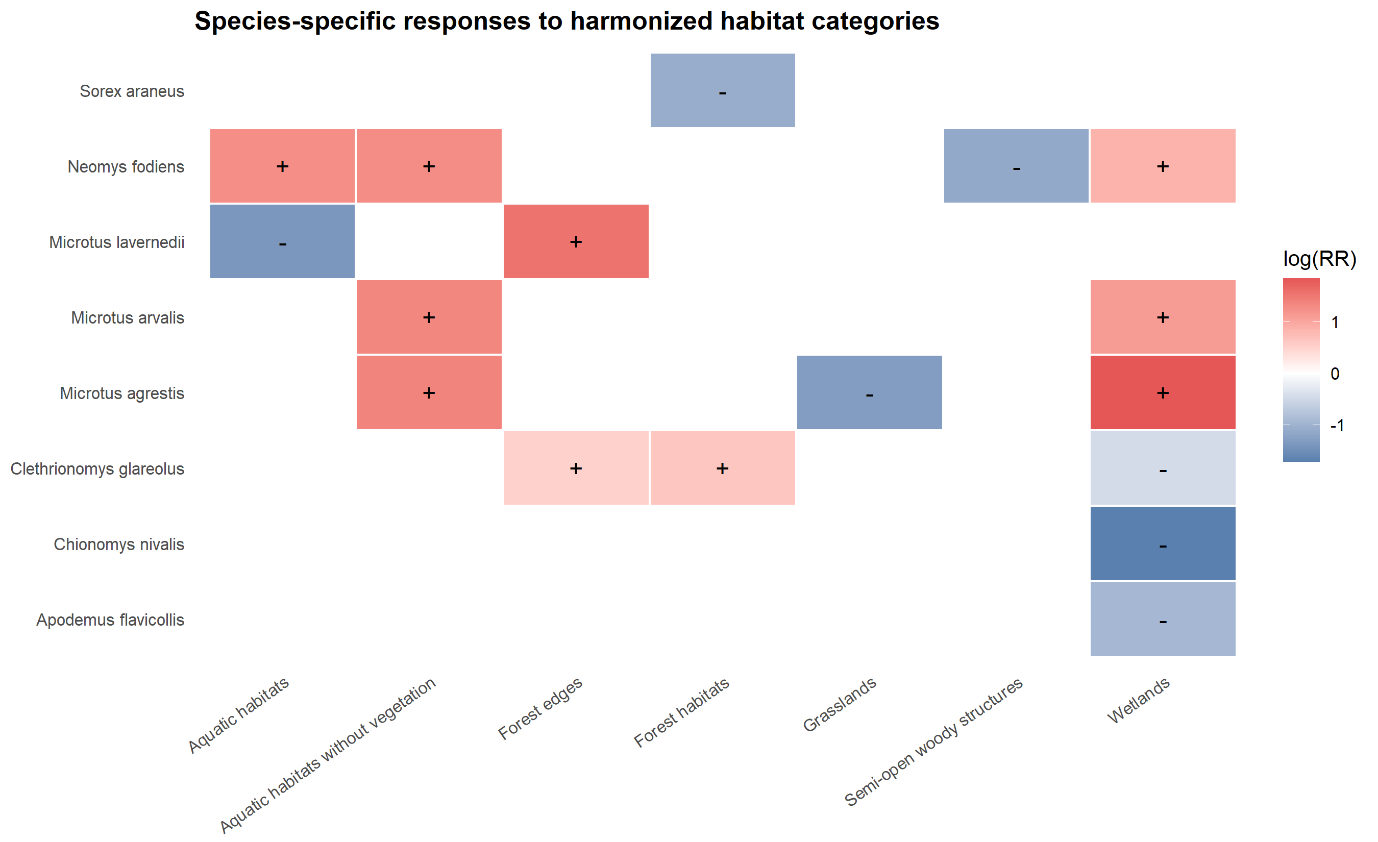 Species-specific responses to harmonized habitat categories
Sorex araneus
-
Neomys fodiens
+
+
-
+
Microtus lavernedii
-
+
Microtus arvalis
+
+
Microtus agrestis
+
-
+
Clethrionomys glareolus
+
+
-
Chionomys nivalis
-
Apodemus flavicollis
-
Aquatic habitats
Aquatic habitats without vegetation
Forest edges
Forest habitats
Grasslands
Semi-open woody structures
Wetlands
log(RR)
1
0
-1